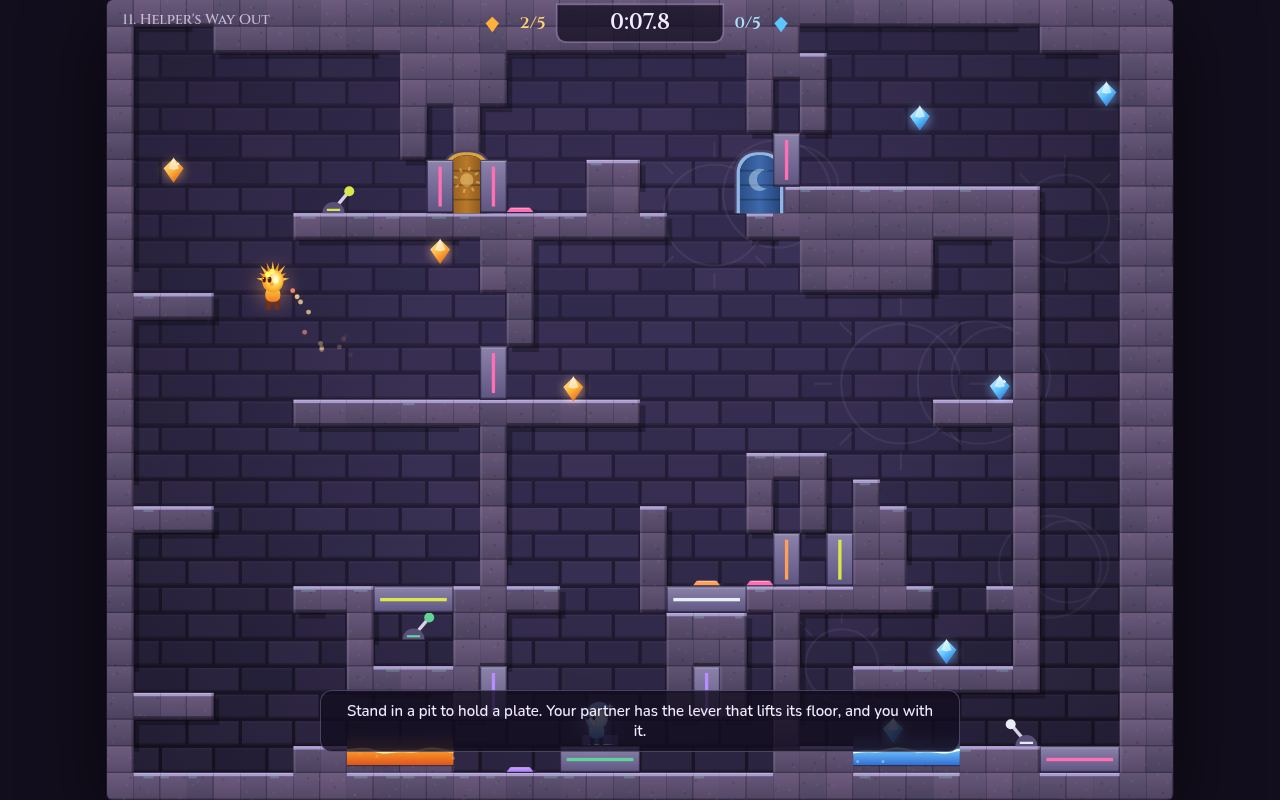 11. Helper's Way Out
2/5
0:07.8
0/5
Stand in a pit to hold a plate. Your partner has the lever that lifts its floor, and you with
it.